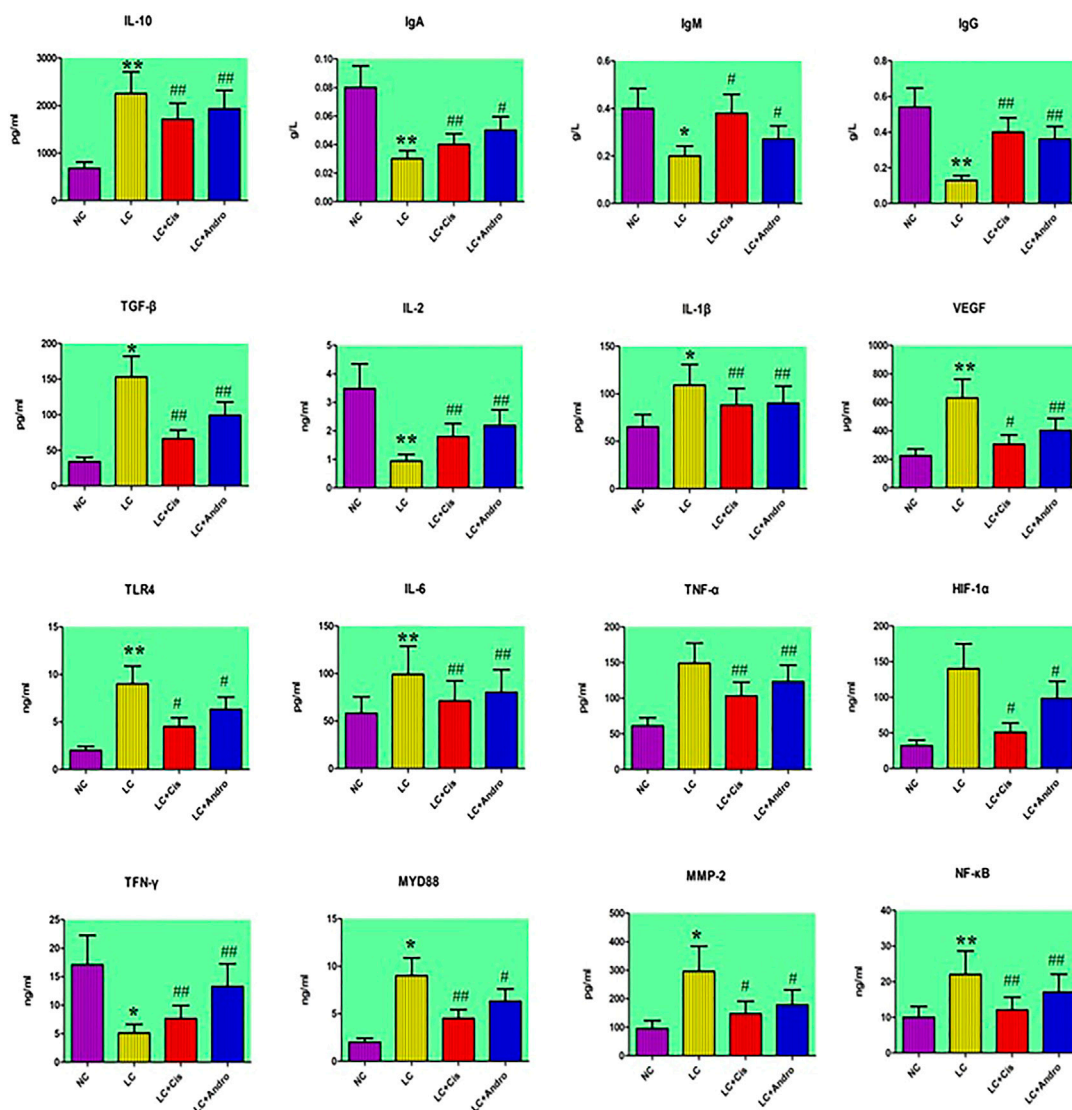 IL-10
IgA
IgM
IgG
pg/ml
3000
2000
1000
0
**
##
##
NC
LC
LC+Cis
LC+Andro
g/L
0.10
0.08
0.06
0.04
0.02
0.00
**
##
#
NC
LC
LC+Cis
LC+Andro
g/L
0.6
0.4
0.2
0.0
*
#
#
NC
LC
LC+Cis
LC+Andro
g/L
0.8
0.6
0.4
0.2
0.0
**
##
##
NC
LC
LC+Cis
LC+Andro
TGF-β
IL-2
IL-1β
VEGF
pg/ml
200
150
100
50
0
*
##
##
NC
LC
LC+Cis
LC+Andro
ng/ml
5
4
3
2
1
0
**
##
##
NC
LC
LC+Cis
LC+Andro
pg/ml
150
100
50
0
*
##
##
NC
LC
LC+Cis
LC+Andro
µg/ml
1000
800
600
400
200
0
**
#
##
NC
LC
LC+Cis
LC+Andro
TLR4
IL-6
TNF-α
HIF-1α
ng/ml
15
10
5
0
**
#
#
NC
LC
LC+Cis
LC+Andro
pg/ml
150
100
50
0
**
##
##
NC
LC
LC+Cis
LC+Andro
pg/ml
200
150
100
50
0
##
##
NC
LC
LC+Cis
LC+Andro
ng/ml
200
150
100
50
0
#
#
NC
LC
LC+Cis
LC+Andro
TFN-γ
MYD88
MMP-2
NF-κB
ng/ml
25
20
15
10
5
0
*
##
##
NC
LC
LC+Cis
LC+Andro
ng/ml
15
10
5
0
*
##
#
NC
LC
LC+Cis
LC+Andro
pg/ml
500
400
300
200
100
0
*
#
#
NC
LC
LC+Cis
LC+Andro
ng/ml
40
30
20
10
0
**
##
##
NC
LC
LC+Cis
LC+Andro